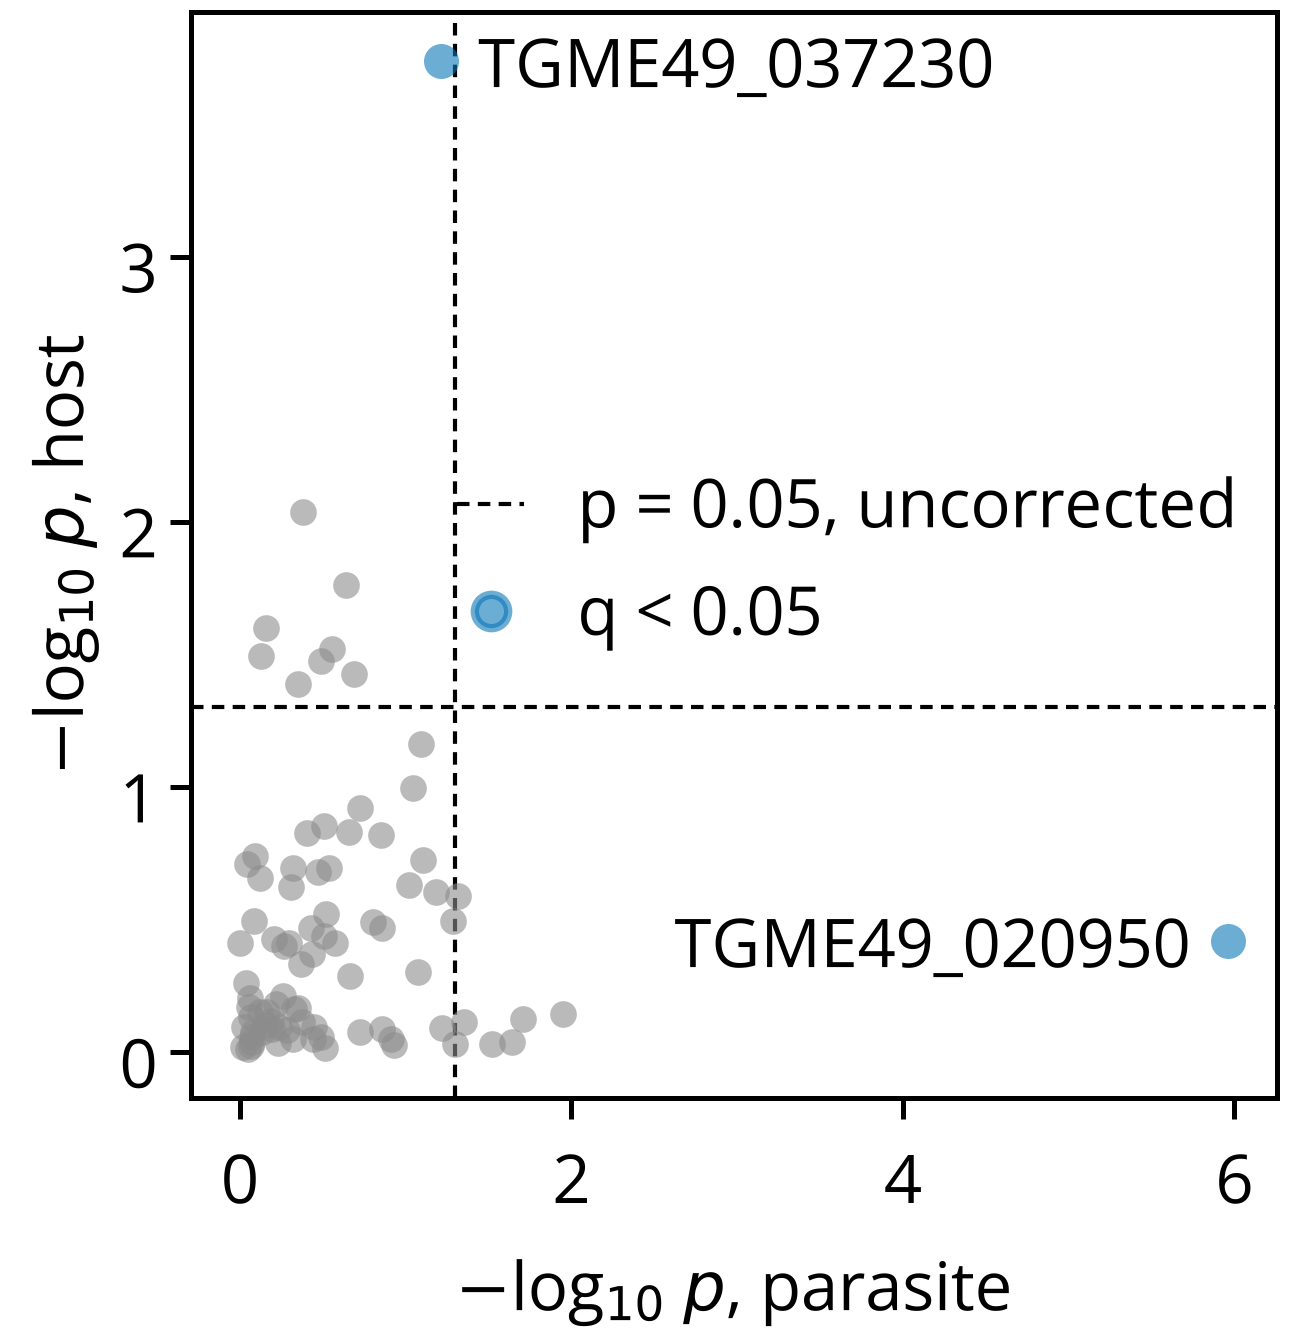 TGME49_037230
3
−log₁₀ p, host
2
p = 0.05, uncorrected
q < 0.05
1
TGME49_020950
0
0 2 4 6
−log₁₀ p, parasite